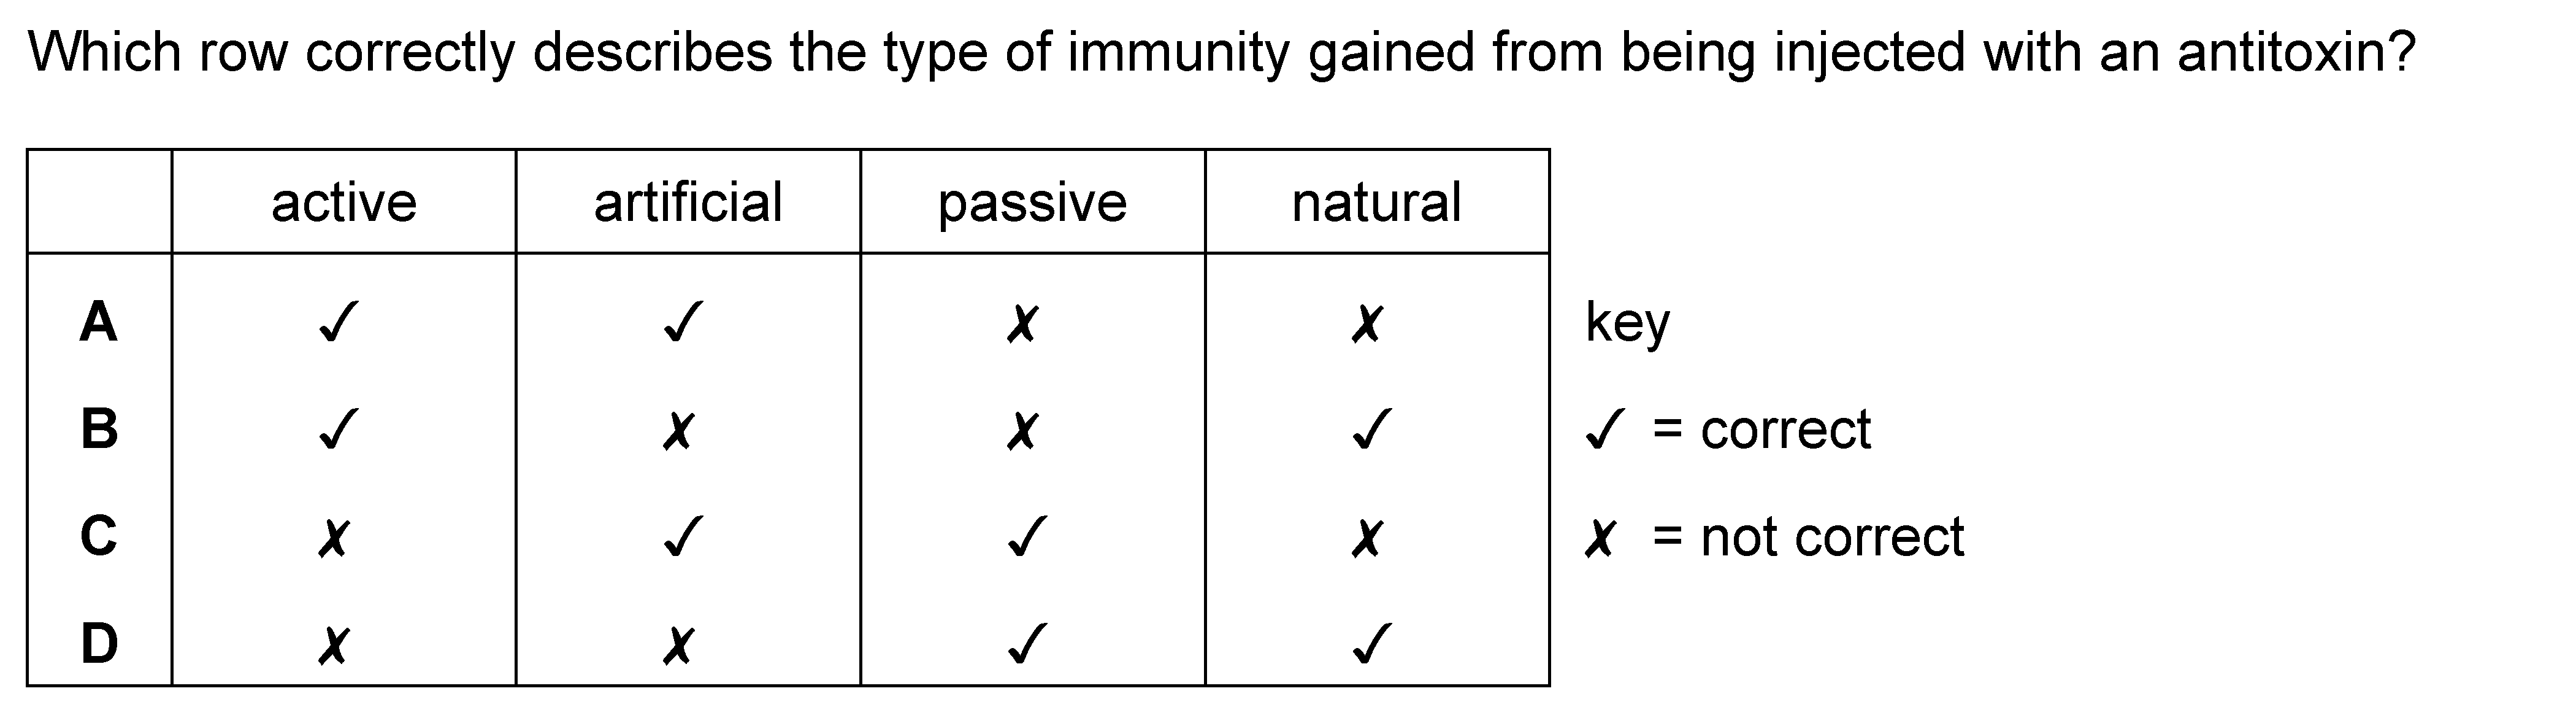 Which row correctly describes the type of immunity gained from being injected with an antitoxin?
active artificial passive natural
A ✓ ✓ ✗ ✗ key
B ✓ ✗ ✗ ✓ ✓ = correct
C ✗ ✓ ✓ ✗ ✗ = not correct
D ✗ ✗ ✓ ✓